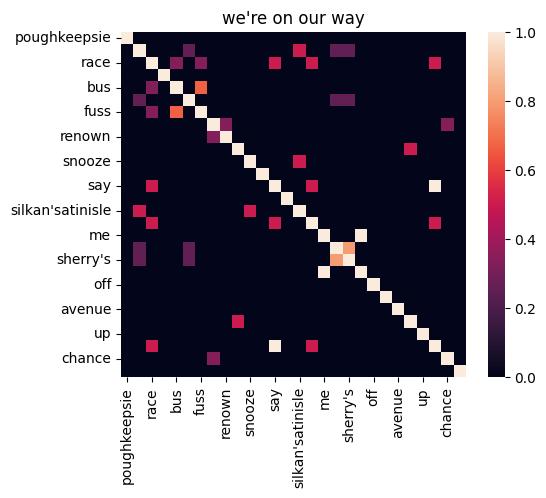 we're on our way
poughkeepsie
race
bus
fuss
renown
snooze
say
silkan'satinisle
me
sherry's
off
avenue
up
chance
poughkeepsie
race
bus
fuss
renown
snooze
say
silkan'satinisle
me
sherry's
off
avenue
up
chance
1.0
0.8
0.6
0.4
0.2
0.0